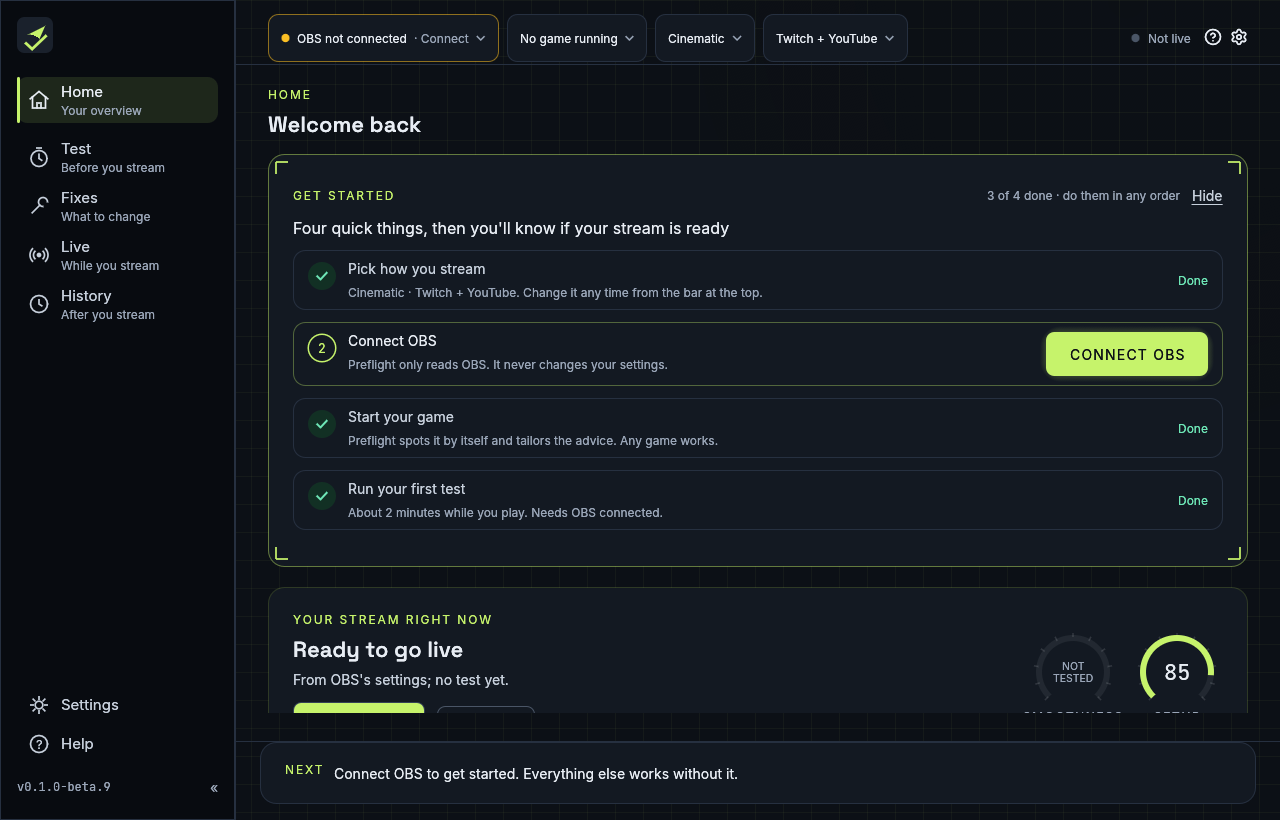 OBS not connected · Connect
No game running
Cinematic
Twitch + YouTube
Not live
Home
Your overview
Test
Before you stream
Fixes
What to change
Live
While you stream
History
After you stream
Settings
Help
v0.1.0-beta.9
HOME
Welcome back
GET STARTED
3 of 4 done · do them in any order
Hide
Four quick things, then you'll know if your stream is ready
Pick how you stream
Cinematic · Twitch + YouTube. Change it any time from the bar at the top.
Done
2
Connect OBS
Preflight only reads OBS. It never changes your settings.
CONNECT OBS
Start your game
Preflight spots it by itself and tailors the advice. Any game works.
Done
Run your first test
About 2 minutes while you play. Needs OBS connected.
Done
YOUR STREAM RIGHT NOW
Ready to go live
From OBS's settings; no test yet.
NOT
TESTED
85
NEXT
Connect OBS to get started. Everything else works without it.